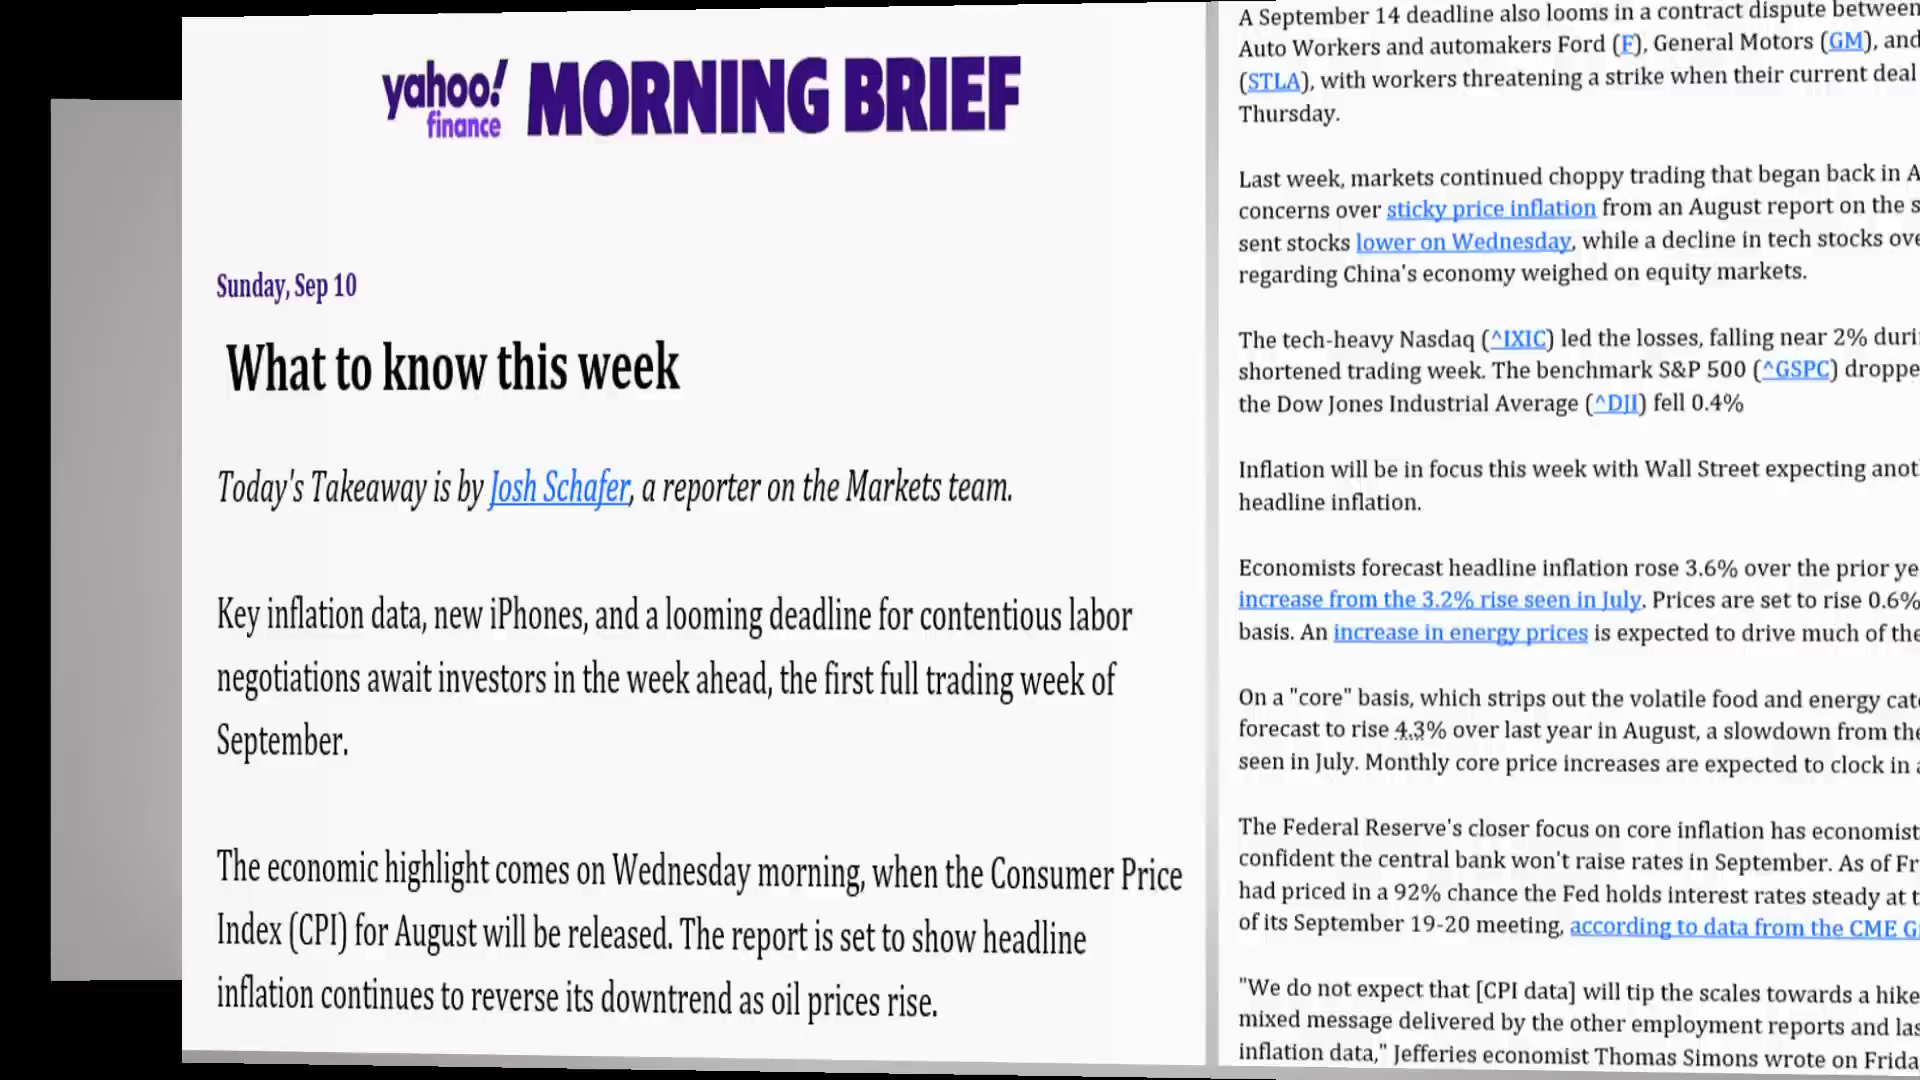 yahoo! finance MORNING BRIEF
Sunday, Sep 10
What to know this week
Today's Takeaway is by Josh Schafer, a reporter on the Markets team.
Key inflation data, new iPhones, and a looming deadline for contentious labor
negotiations await investors in the week ahead, the first full trading week of
September.
The economic highlight comes on Wednesday morning, when the Consumer Price
Index (CPI) for August will be released. The report is set to show headline
inflation continues to reverse its downtrend as oil prices rise.
A September 14 deadline also looms in a contract dispute between
Auto Workers and automakers Ford (F), General Motors (GM), and
(STLA), with workers threatening a strike when their current deal
Thursday.
Last week, markets continued choppy trading that began back in
concerns over sticky price inflation from an August report on the
sent stocks lower on Wednesday, while a decline in tech stocks
regarding China's economy weighed on equity markets.
The tech-heavy Nasdaq (^IXIC) led the losses, falling near 2%
shortened trading week. The benchmark S&P 500 (^GSPC)
the Dow Jones Industrial Average (^DJI) fell 0.4%
Inflation will be in focus this week with Wall Street expecting
headline inflation.
Economists forecast headline inflation rose 3.6% over the prior
increase from the 3.2% rise seen in July. Prices are set to rise 0.6%
basis. An increase in energy prices is expected to drive much of the
On a "core" basis, which strips out the volatile food and energy
forecast to rise 4.3% over last year in August, a slowdown from
seen in July. Monthly core price increases are expected to clock in
The Federal Reserve's closer focus on core inflation has
confident the central bank won't raise rates in September. As of
had priced in a 92% chance the Fed holds interest rates steady at
of its September 19-20 meeting, according to data from the CME
"We do not expect that [CPI data] will tip the scales towards a hike
mixed message delivered by the other employment reports and
inflation data," Jefferies economist Thomas Simons wrote on